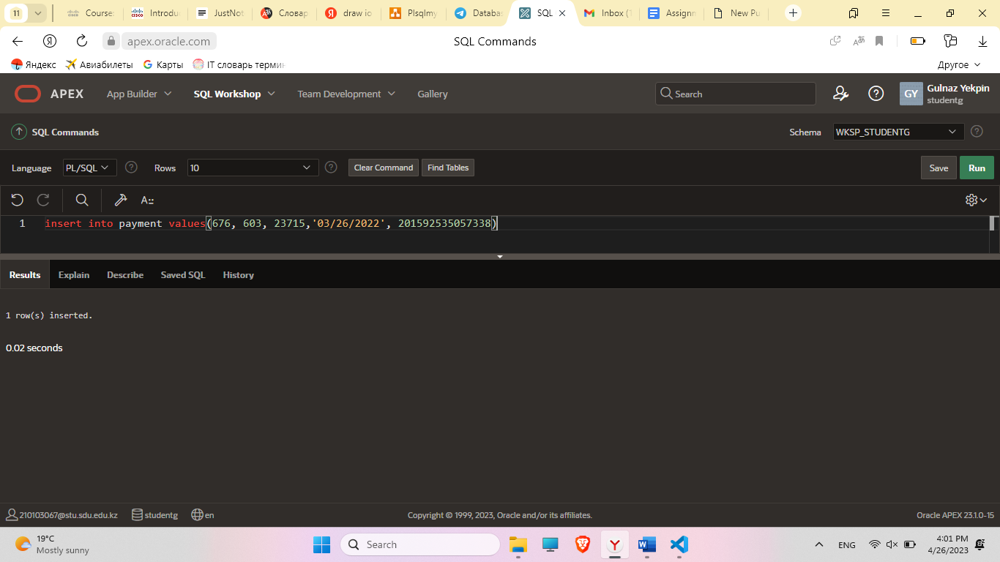 11 Course: Introdu JustNot Словар draw io Plsqlmy Databas SQL Inbox (1 Assignn New Pu
apex.oracle.com SQL Commands
Яндекс Авиабилеты Карты IT словарь термин Другое
APEX App Builder SQL Workshop Team Development Gallery Search GY Gulnaz Yekpin
studentg
SQL Commands Schema WKSP_STUDENTG
Language PL/SQL Rows 10 Clear Command Find Tables Save Run
1 insert into payment values(676, 603, 23715,'03/26/2022', 201592535057338)
Results Explain Describe Saved SQL History
1 row(s) inserted.
0.02 seconds
210103067@stu.sdu.edu.kz studentg en Copyright © 1999, 2023, Oracle and/or its affiliates. Oracle APEX 23.1.0-15
19°C
Mostly sunny
Search
ENG
4:01 PM
4/26/2023